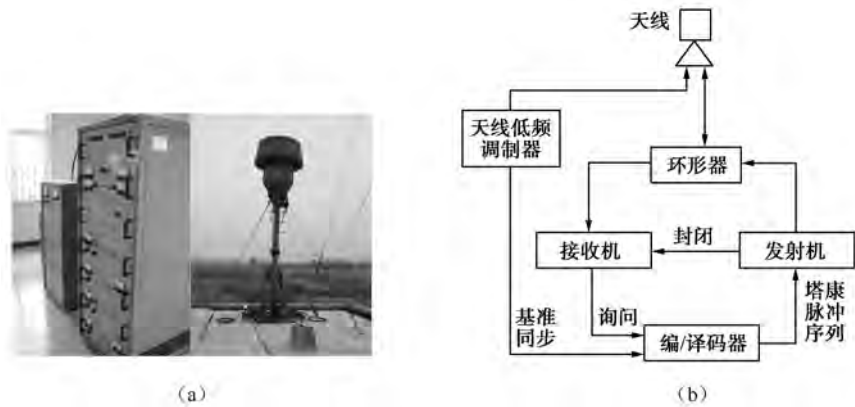 天线
天线低频
调制器
环形器
接收机
封闭
发射机
基准
同步
询问
编/译码器
塔康
脉冲
序列
(a)
(b)